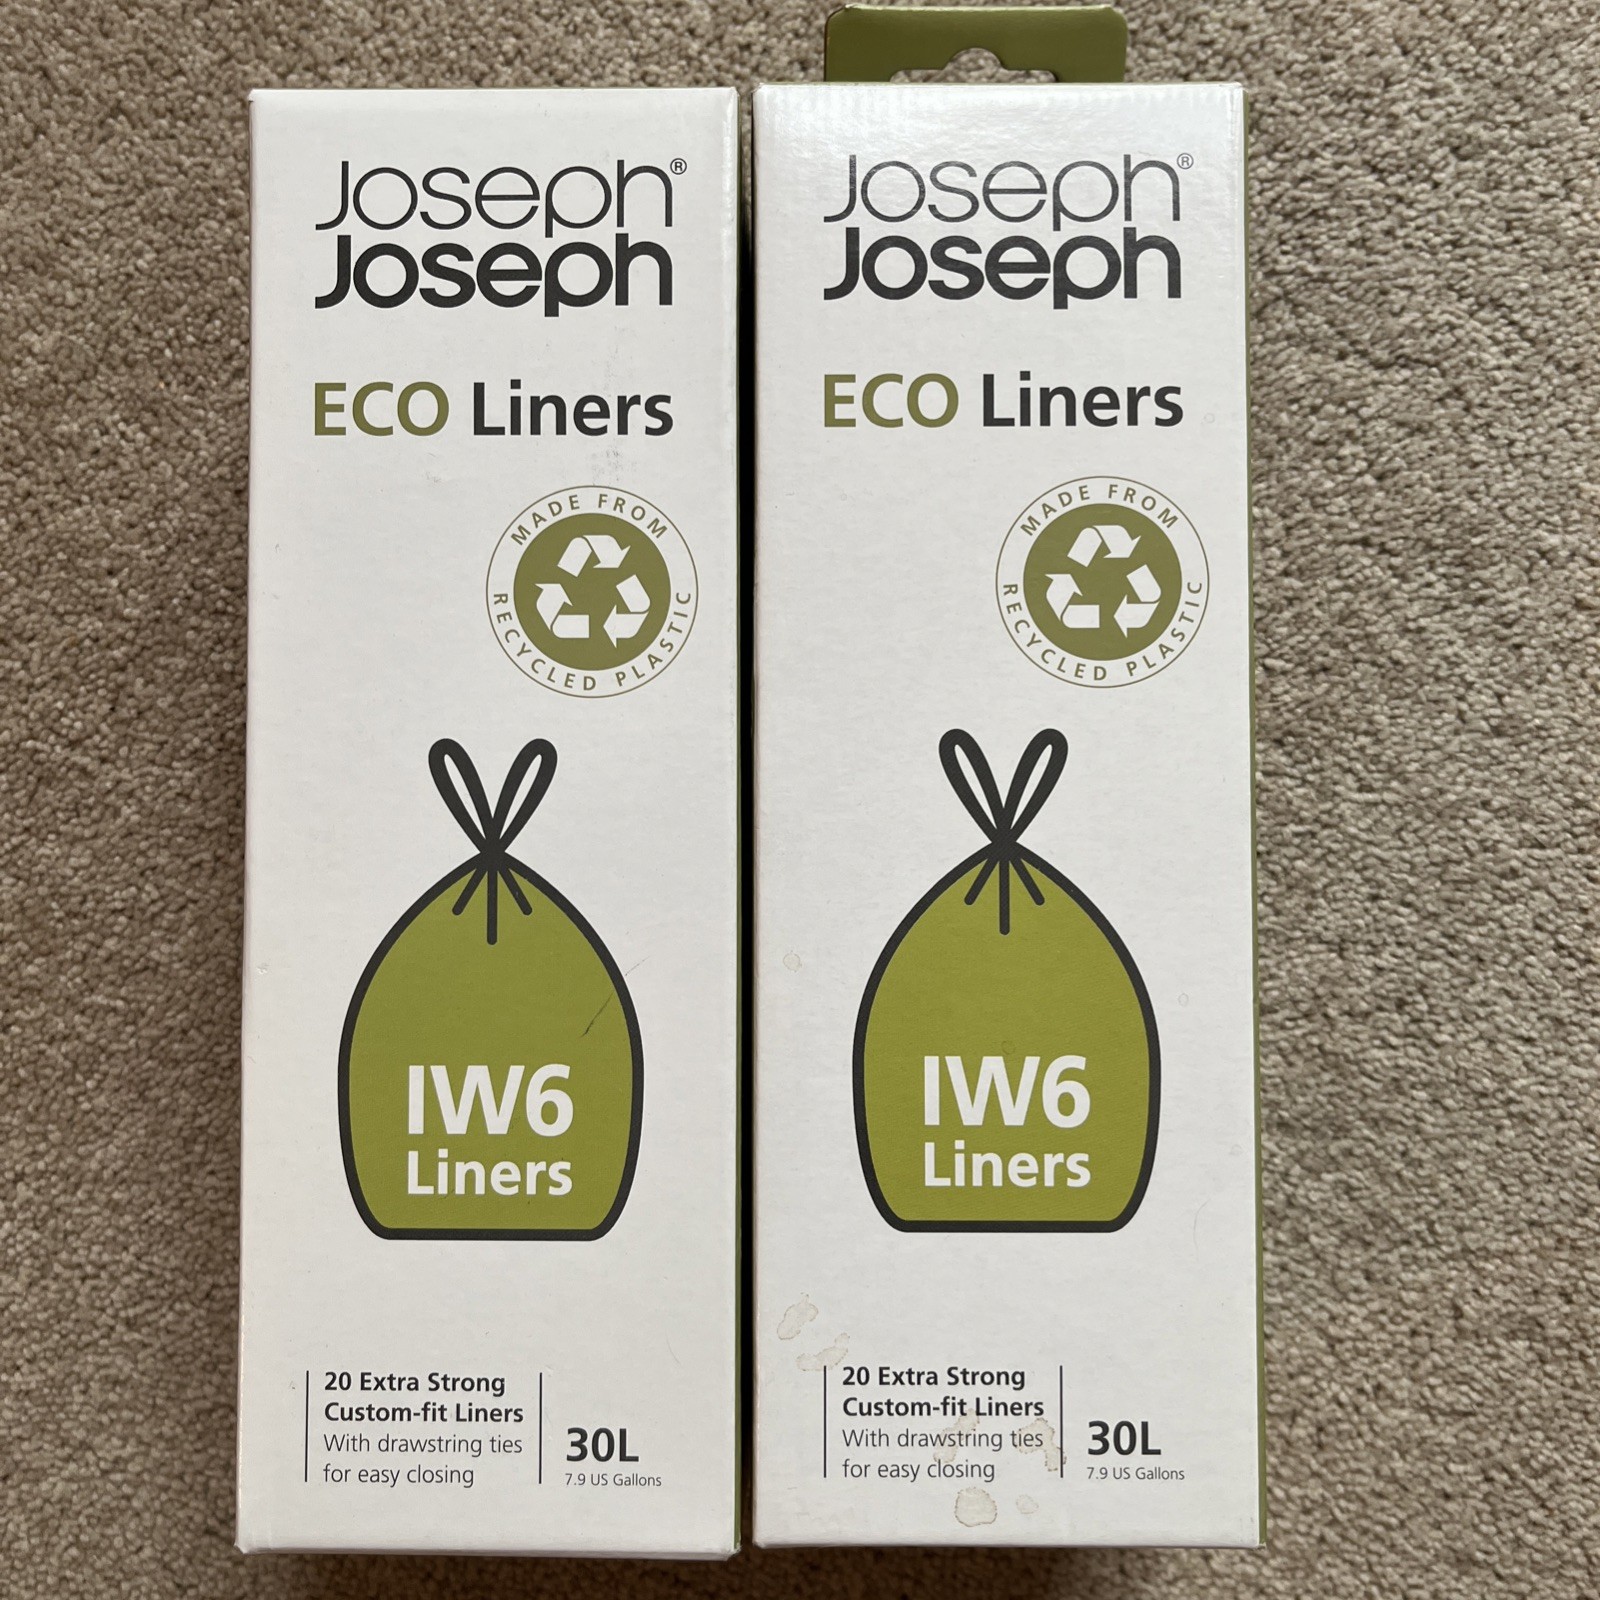 Joseph®
Joseph
ECO Liners
MADE FROM
RECYCLED PLASTIC
IW6
Liners
20 Extra Strong
Custom-fit Liners
With drawstring ties
for easy closing
30L
7.9 US Gallons
Joseph®
Joseph
ECO Liners
MADE FROM
RECYCLED PLASTIC
IW6
Liners
20 Extra Strong
Custom-fit Liners
With drawstring ties
for easy closing
30L
7.9 US Gallons